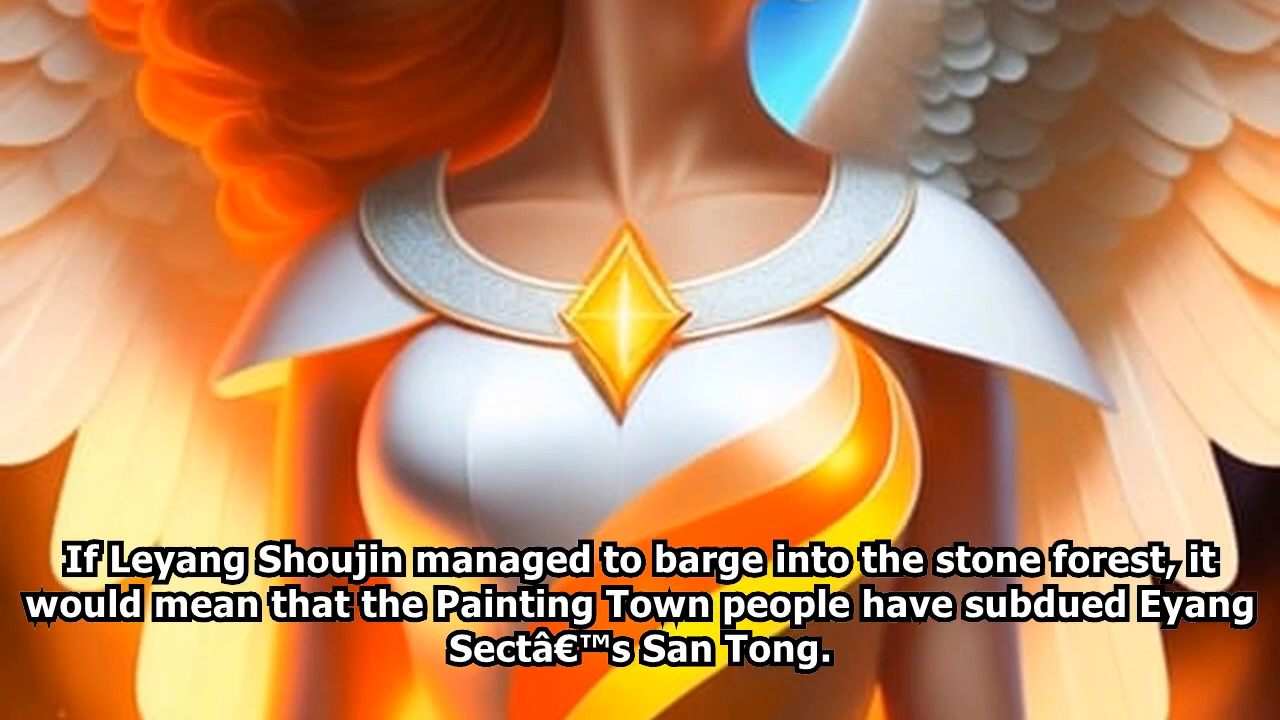 If Leyang Shoujin managed to barge into the stone forest, it
would mean that the Painting Town people have subdued Eyang
Sectâ€™s San Tong.